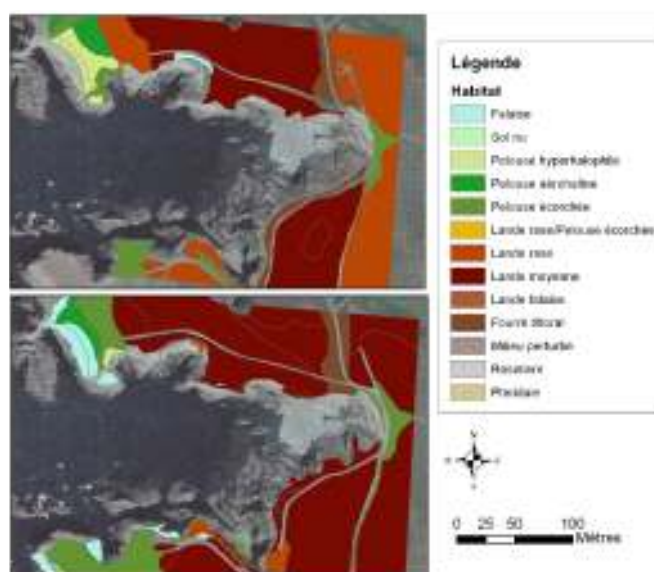 Légende
Habitat
Falaise
Sol nu
Pelouse hyperhalophile
Pelouse aérohaline
Pelouse écorchée
Lande rase/Pelouse écorchée
Lande rase
Lande moyenne
Lande
Fourré littoral
Milieu perturbé
N
0 25 50 100
Mètres